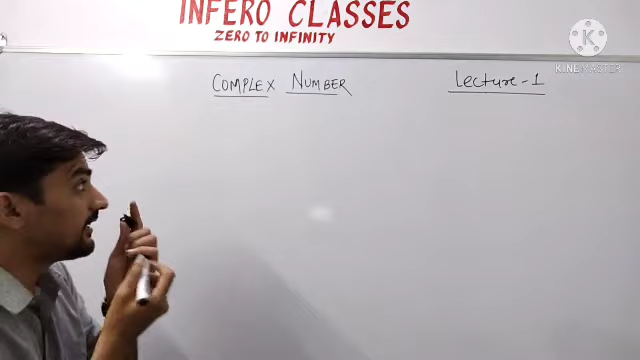 INFERO CLASSES
ZERO TO INFINITY
K
KINEMASTER
COMPLEX NUMBER
Lecture-1